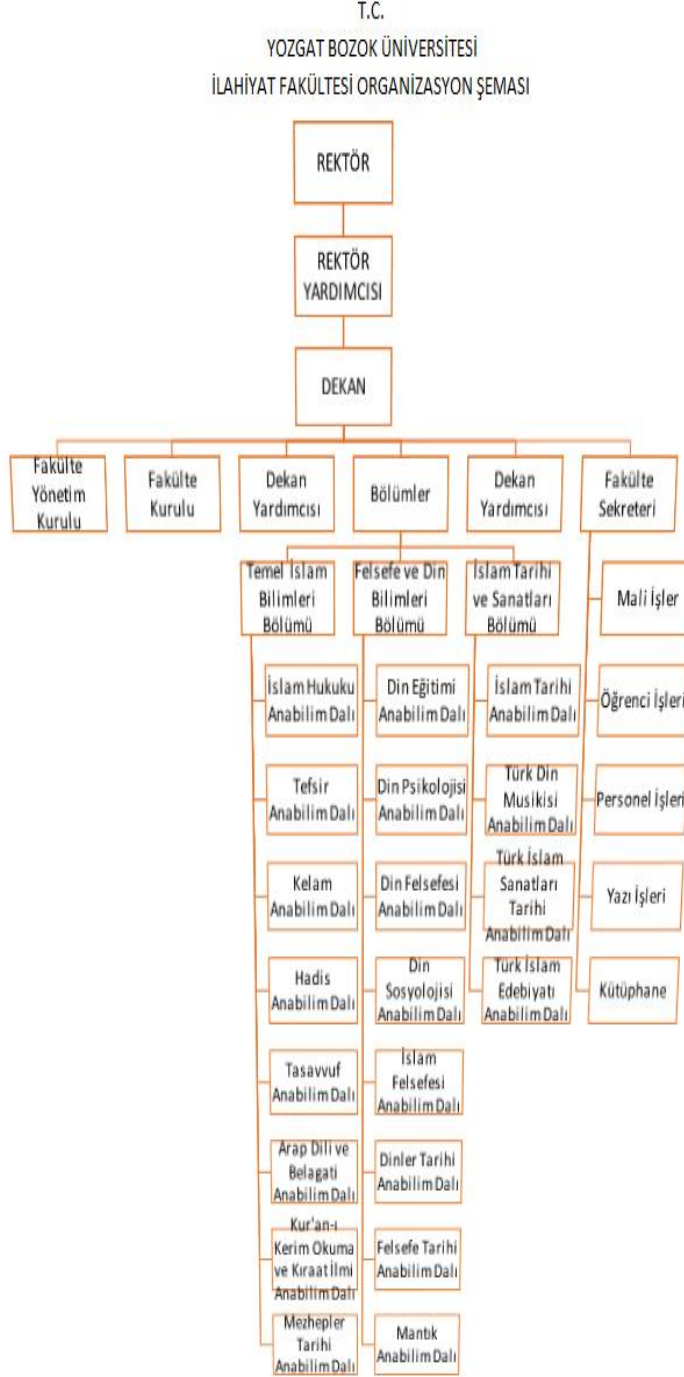 T.C.
YOZGAT BOZOK ÜNİVERSİTESİ
İLAHİYAT FAKÜLTESİ ORGANİZASYON ŞEMASI
REKTÖR
REKTÖR
YARDIMCISI
DEKAN
Fakülte
Yönetim
Kurulu
Fakülte
Kurulu
Dekan
Yardımcısı
Bölümler
Dekan
Yardımcısı
Fakülte
Sekreteri
Temel İslam
Bilimleri
Bölümü
İslam Hukuku
Anabilim Dalı
Tefsir
Anabilim Dalı
Kelam
Anabilim Dalı
Hadis
Anabilim Dalı
Tasavvuf
Anabilim Dalı
Arap Dili ve
Belagati
Anabilim Dalı
Kur'an-ı
Kerim Okuma
ve Kıraat İlmi
Anabilim Dalı
Mezhepler
Tarihi
Anabilim Dalı
Felsefe ve Din
Bilimleri
Bölümü
Din Eğitimi
Anabilim Dalı
Din Psikolojisi
Anabilim Dalı
Din Felsefesi
Anabilim Dalı
Din
Sosyolojisi
Anabilim Dalı
İslam
Felsefesi
Anabilim Dalı
Dinler Tarihi
Anabilim Dalı
Felsefe Tarihi
Anabilim Dalı
Mantık
Anabilim Dalı
İslam Tarihi
ve Sanatları
Bölümü
İslam Tarihi
Anabilim Dalı
Türk Din
Musikisi
Anabilim Dalı
Türk İslam
Sanatları
Tarihi
Anabilim Dalı
Türk İslam
Edebiyatı
Anabilim Dalı
Mali İşler
Öğrenci İşleri
Personel İşleri
Yazı İşleri
Kütüphane